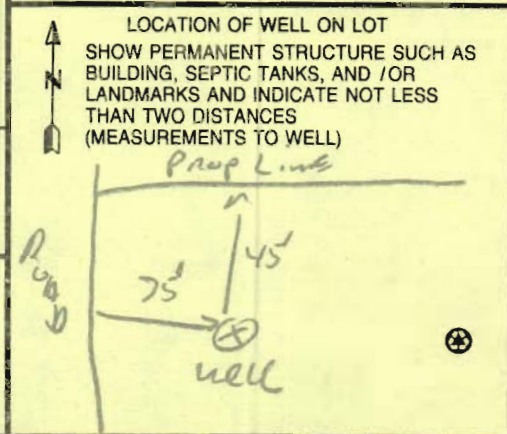 LOCATION OF WELL ON LOT
SHOW PERMANENT STRUCTURE SUCH AS
BUILDING, SEPTIC TANKS, AND / OR
LANDMARKS AND INDICATE NOT LESS
THAN TWO DISTANCES
(MEASUREMENTS TO WELL)
N
Prop Line
Road
75'
45'
well